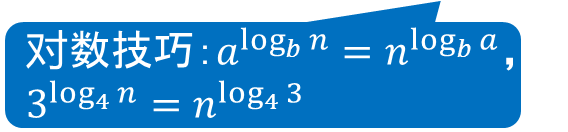 对数技巧:$a^{\log_b n} = n^{\log_b a}$,
$3^{\log_4 n} = n^{\log_4 3}$